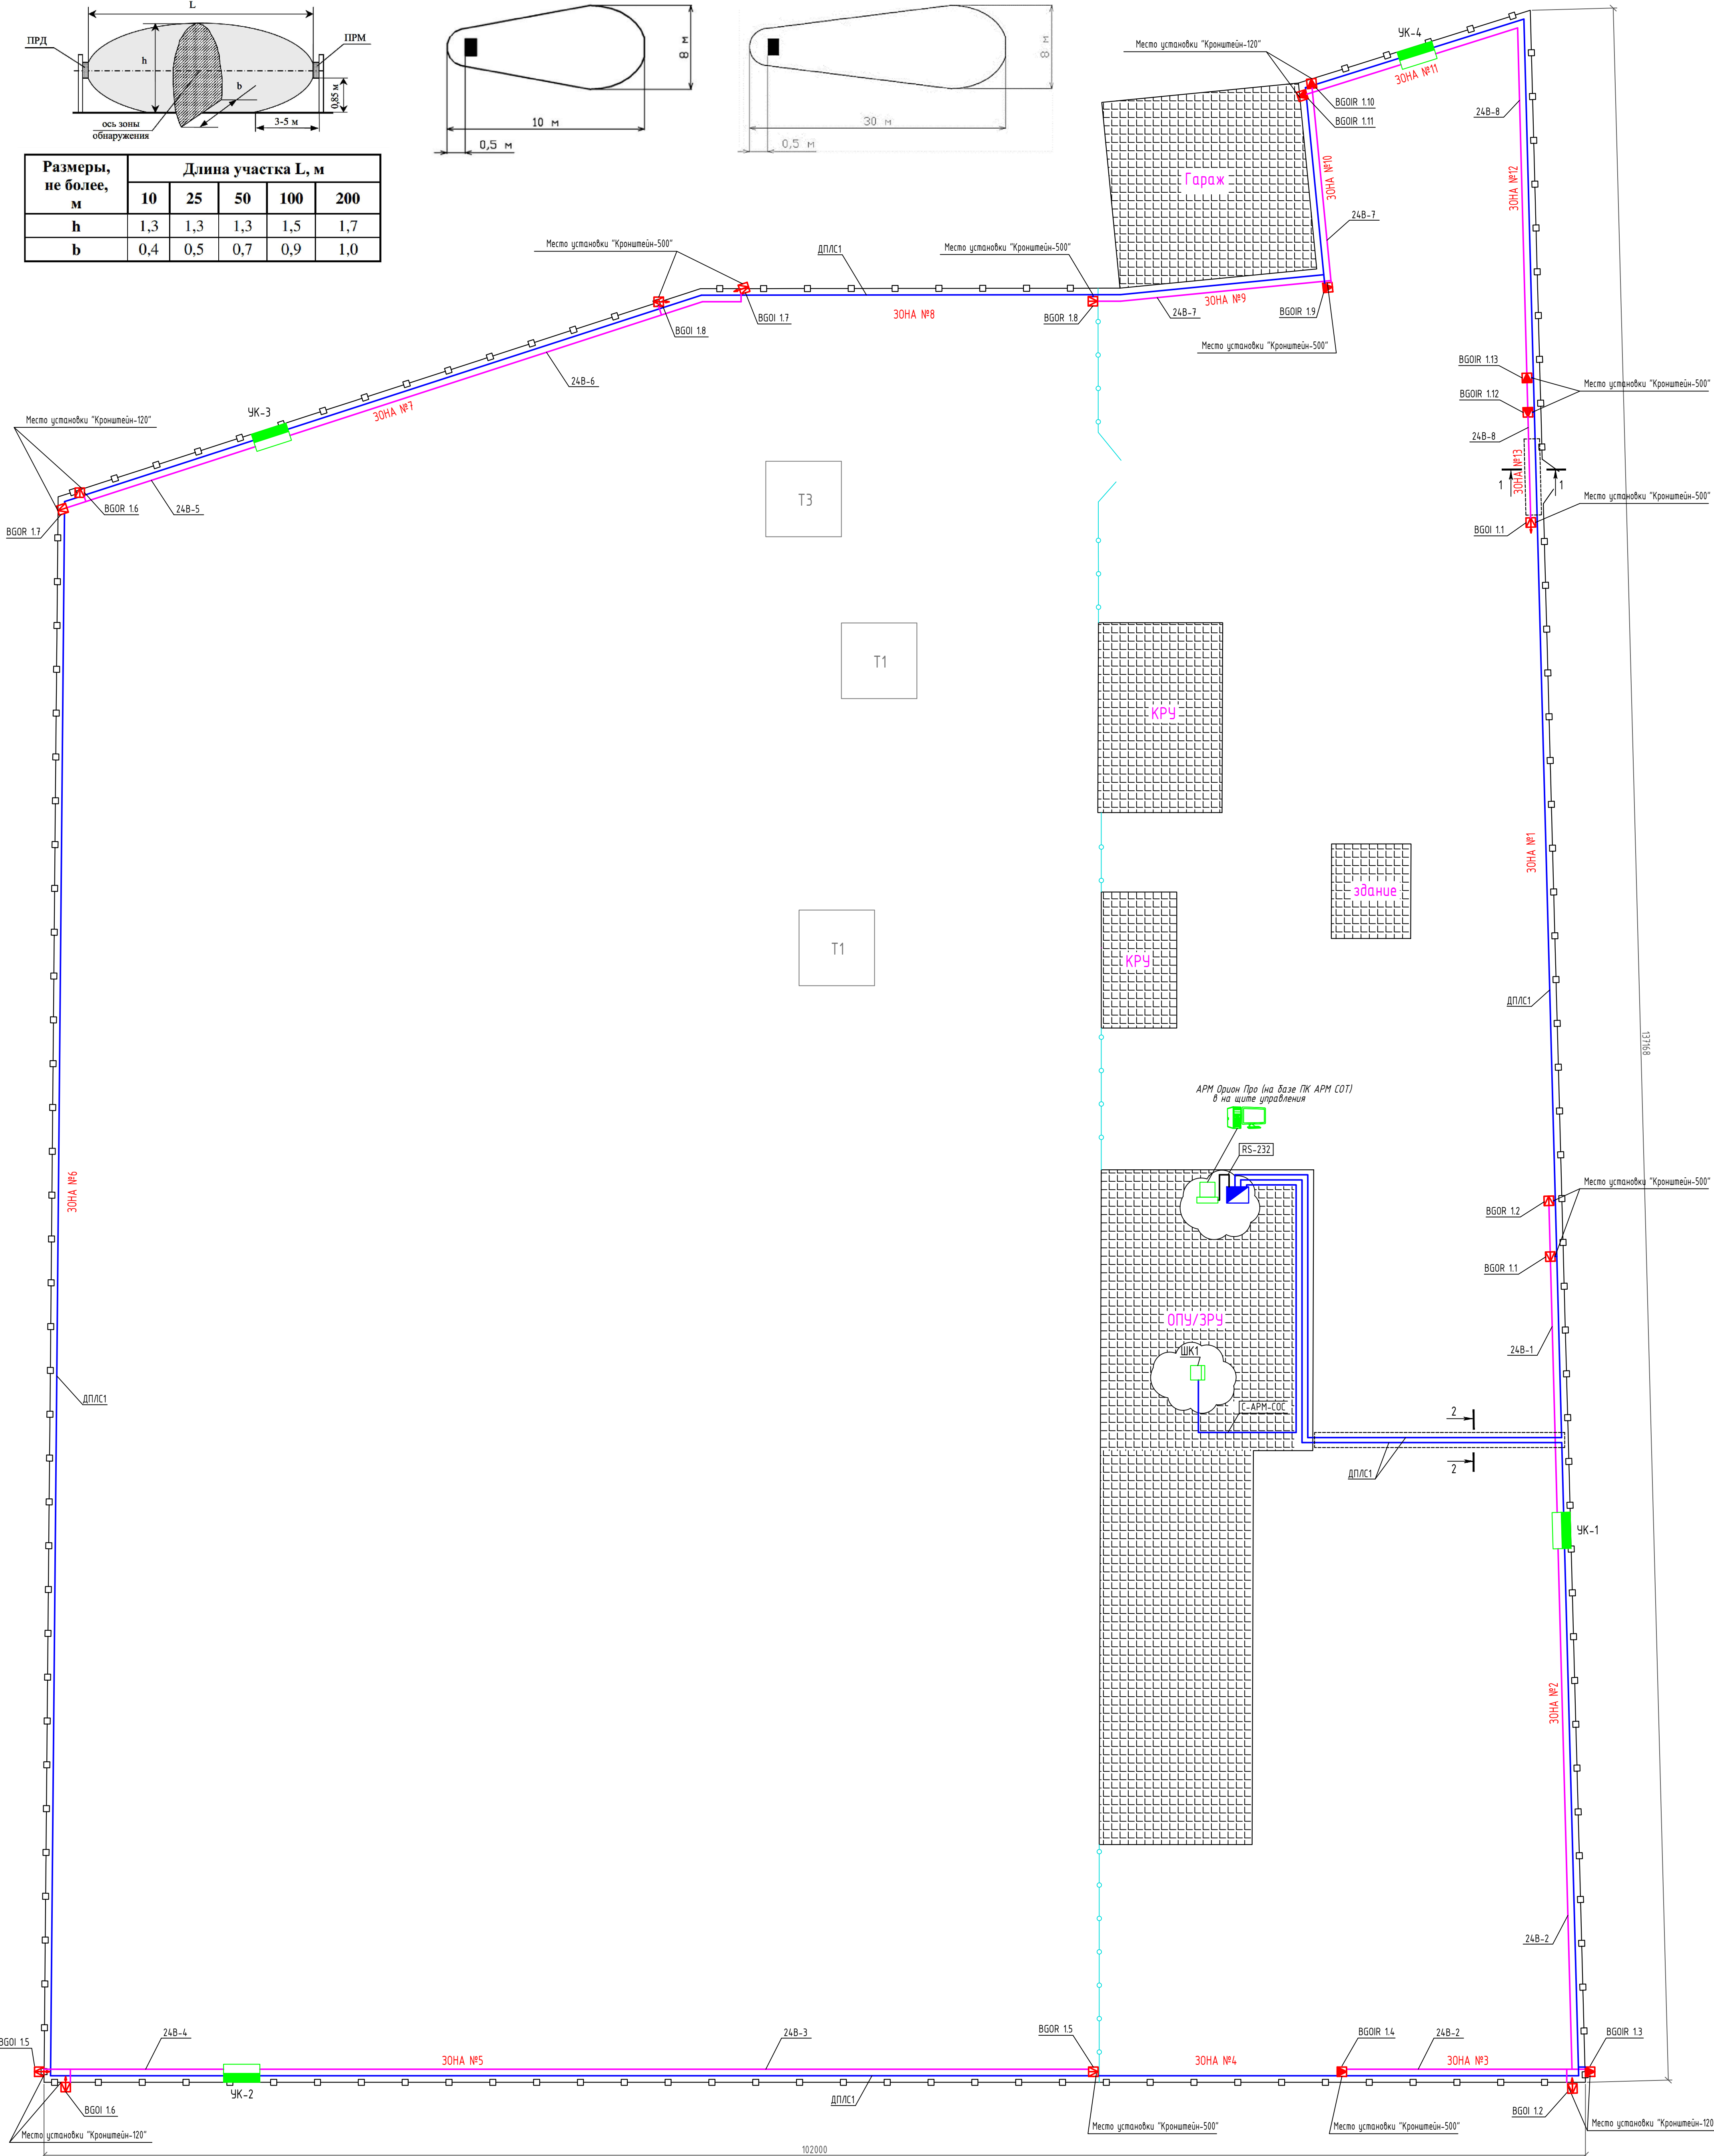 L
ПРД
ПРМ
h
b
0,85 м
ось зоны
обнаружения
3-5 м
8 м
10 м
0,5 м
8 м
30 м
0,5 м
Размеры,
не более,
м
Длина участка L, м
10 25 50 100 200
h 1,3 1,3 1,3 1,5 1,7
b 0,4 0,5 0,7 0,9 1,0
УК-4
Место установки "Кронштейн-120"
ЗОНА №11
BGOIR 1.10
BGOIR 1.11
24В-8
Гараж
ЗОНА №10
ЗОНА №12
24В-7
Место установки "Кронштейн-500"
ДПЛС1
Место установки "Кронштейн-500"
BGOI 1.7
BGOI 1.8
ЗОНА №8
BGOR 1.8
24В-7
ЗОНА №9
BGOIR 1.9
Место установки "Кронштейн-500"
24В-6
BGOIR 1.13
Место установки "Кронштейн-500"
BGOIR 1.12
24В-8
УК-3
ЗОНА №7
Место установки "Кронштейн-120"
ЗОНА №13
1
1
Место установки "Кронштейн-500"
BGOI 1.1
BGOR 1.6
24В-5
BGOR 1.7
Т3
Т1
КРУ
ЗОНА №1
здание
Т1
КРУ
ДПЛС1
137168
АРМ Орион Про (на базе ПК АРМ СОТ)
в на щите управления
RS-232
ЗОНА №6
Место установки "Кронштейн-500"
BGOR 1.2
BGOR 1.1
ОПУ/ЗРУ
24В-1
ШК1
ДПЛС1
С-АРМ-СОС
2
2
ДПЛС1
УК-1
ЗОНА №2
24В-2
BGOI 1.5
24В-4
ЗОНА №5
24В-3
BGOR 1.5
ЗОНА №4
BGOIR 1.4
24В-2
ЗОНА №3
BGOIR 1.3
УК-2
ДПЛС1
BGOI 1.6
BGOI 1.2
Место установки "Кронштейн-120"
Место установки "Кронштейн-500"
Место установки "Кронштейн-500"
Место установки "Кронштейн-120
102000